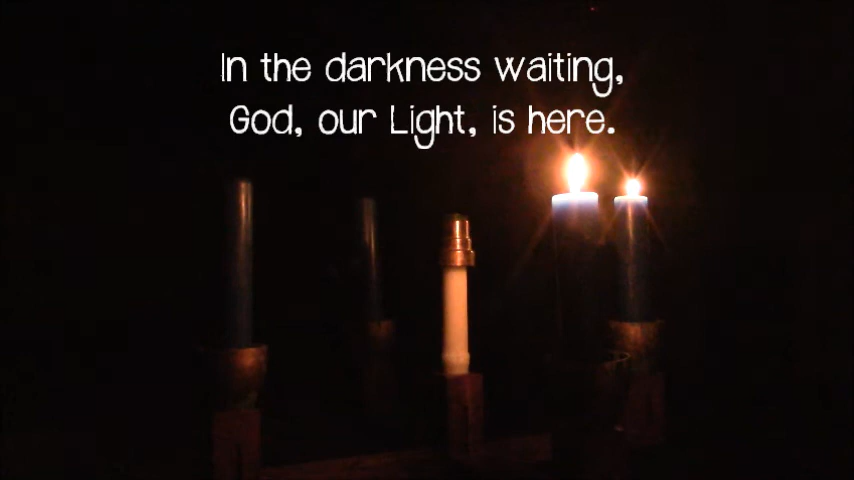 In the darkness waiting,
God, our Light, is here.